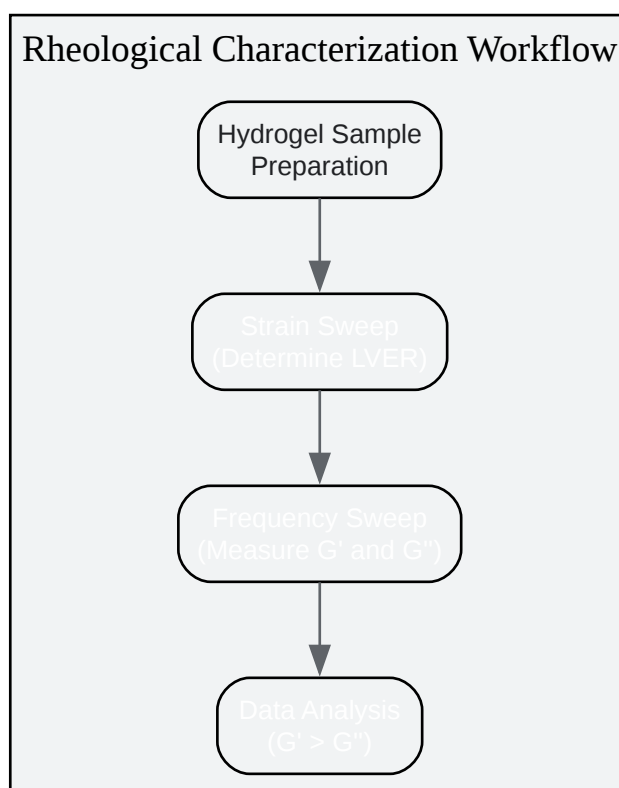 Rheological Characterization Workflow
Hydrogel Sample
Preparation
Strain Sweep
(Determine LVER)
Frequency Sweep
(Measure G' and G'')
Data Analysis
(G' > G'')